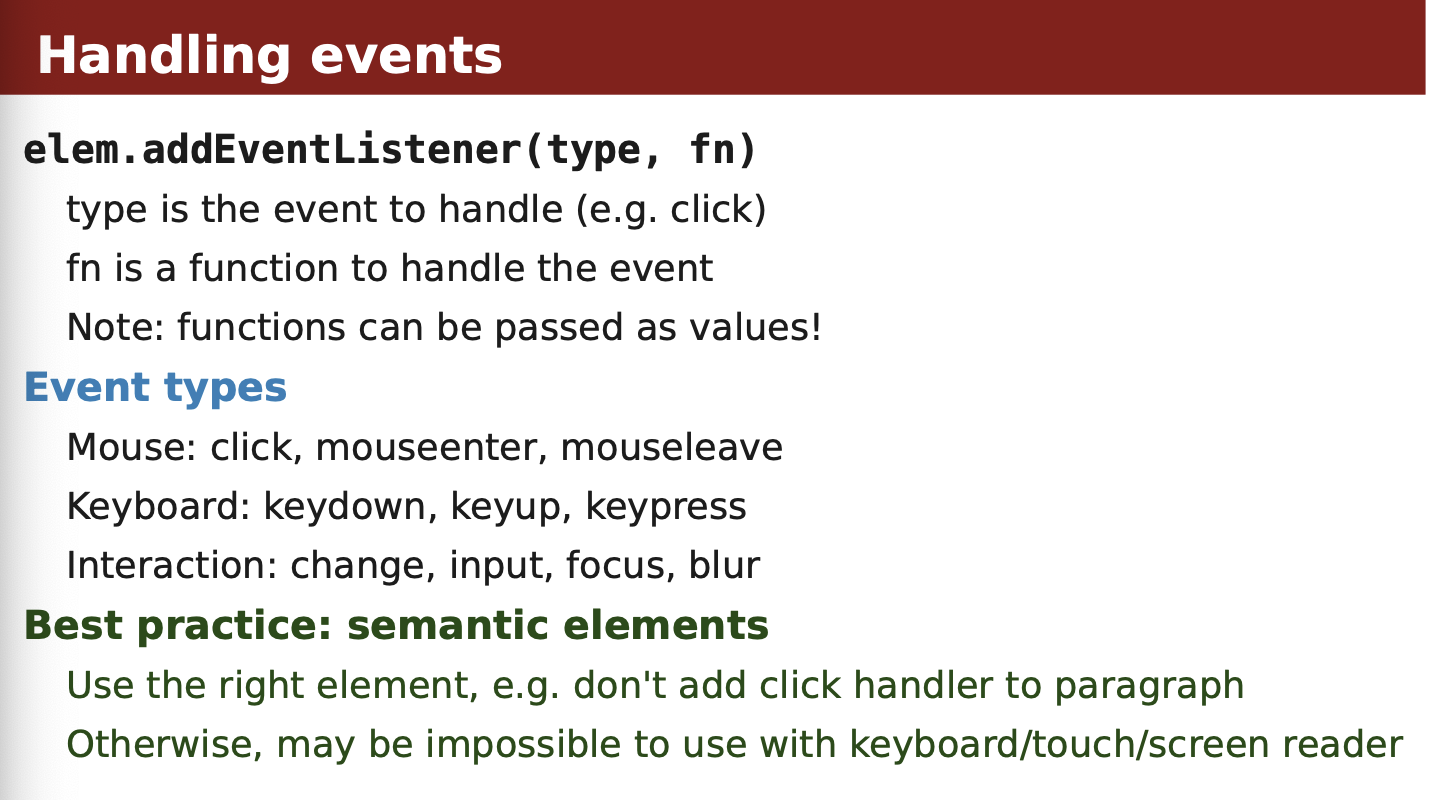 Handling events
elem.addEventListener(type, fn)
type is the event to handle (e.g. click)
fn is a function to handle the event
Note: functions can be passed as values!
Event types
Mouse: click, mouseenter, mouseleave
Keyboard: keydown, keyup, keypress
Interaction: change, input, focus, blur
Best practice: semantic elements
Use the right element, e.g. don't add click handler to paragraph
Otherwise, may be impossible to use with keyboard/touch/screen reader